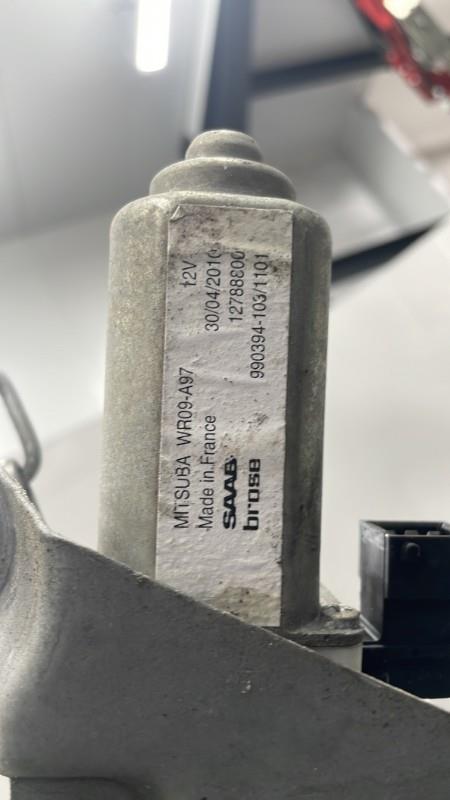 MITSUBA WR09-A97 12V
Made in France 30/04/2010
SAAB 12788800
brose 990394-103/1101